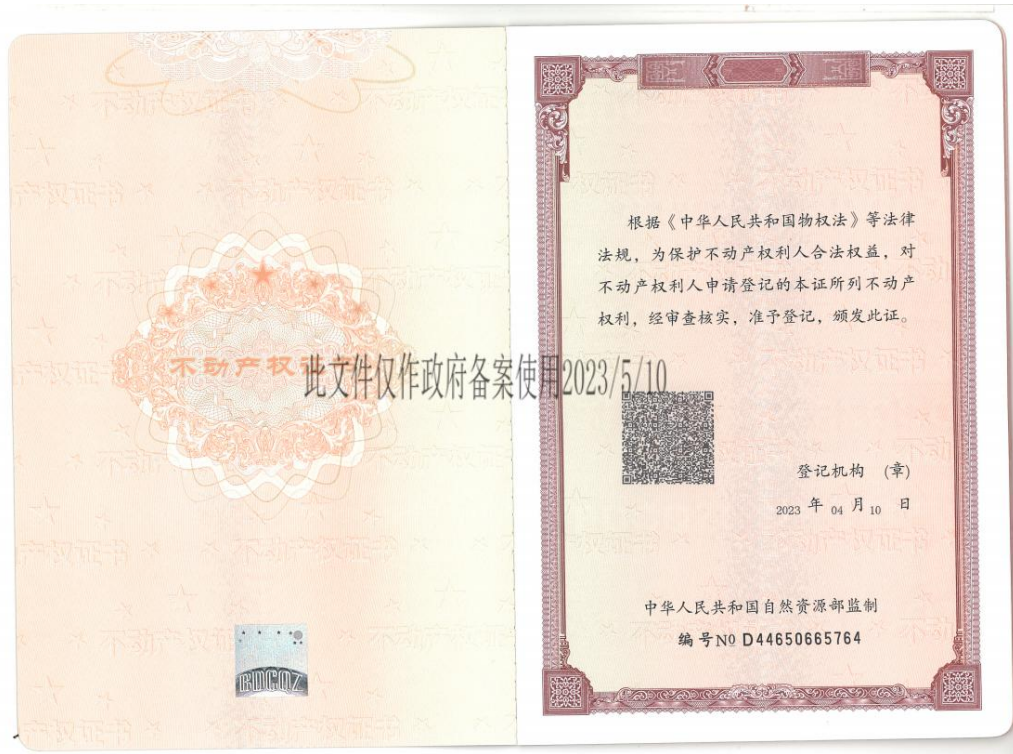 不动产权证
此文件仅作政府备案使用2023/5/10
根据《中华人民共和国物权法》等法律
法规，为保护不动产权利人合法权益，对
不动产权利人申请登记的本证所列不动产
权利，经审查核实，准予登记，颁发此证。
登记机构 (章)
2023 年 04 月 10 日
中华人民共和国自然资源部监制
编号№ D44650665764
BDCQZ